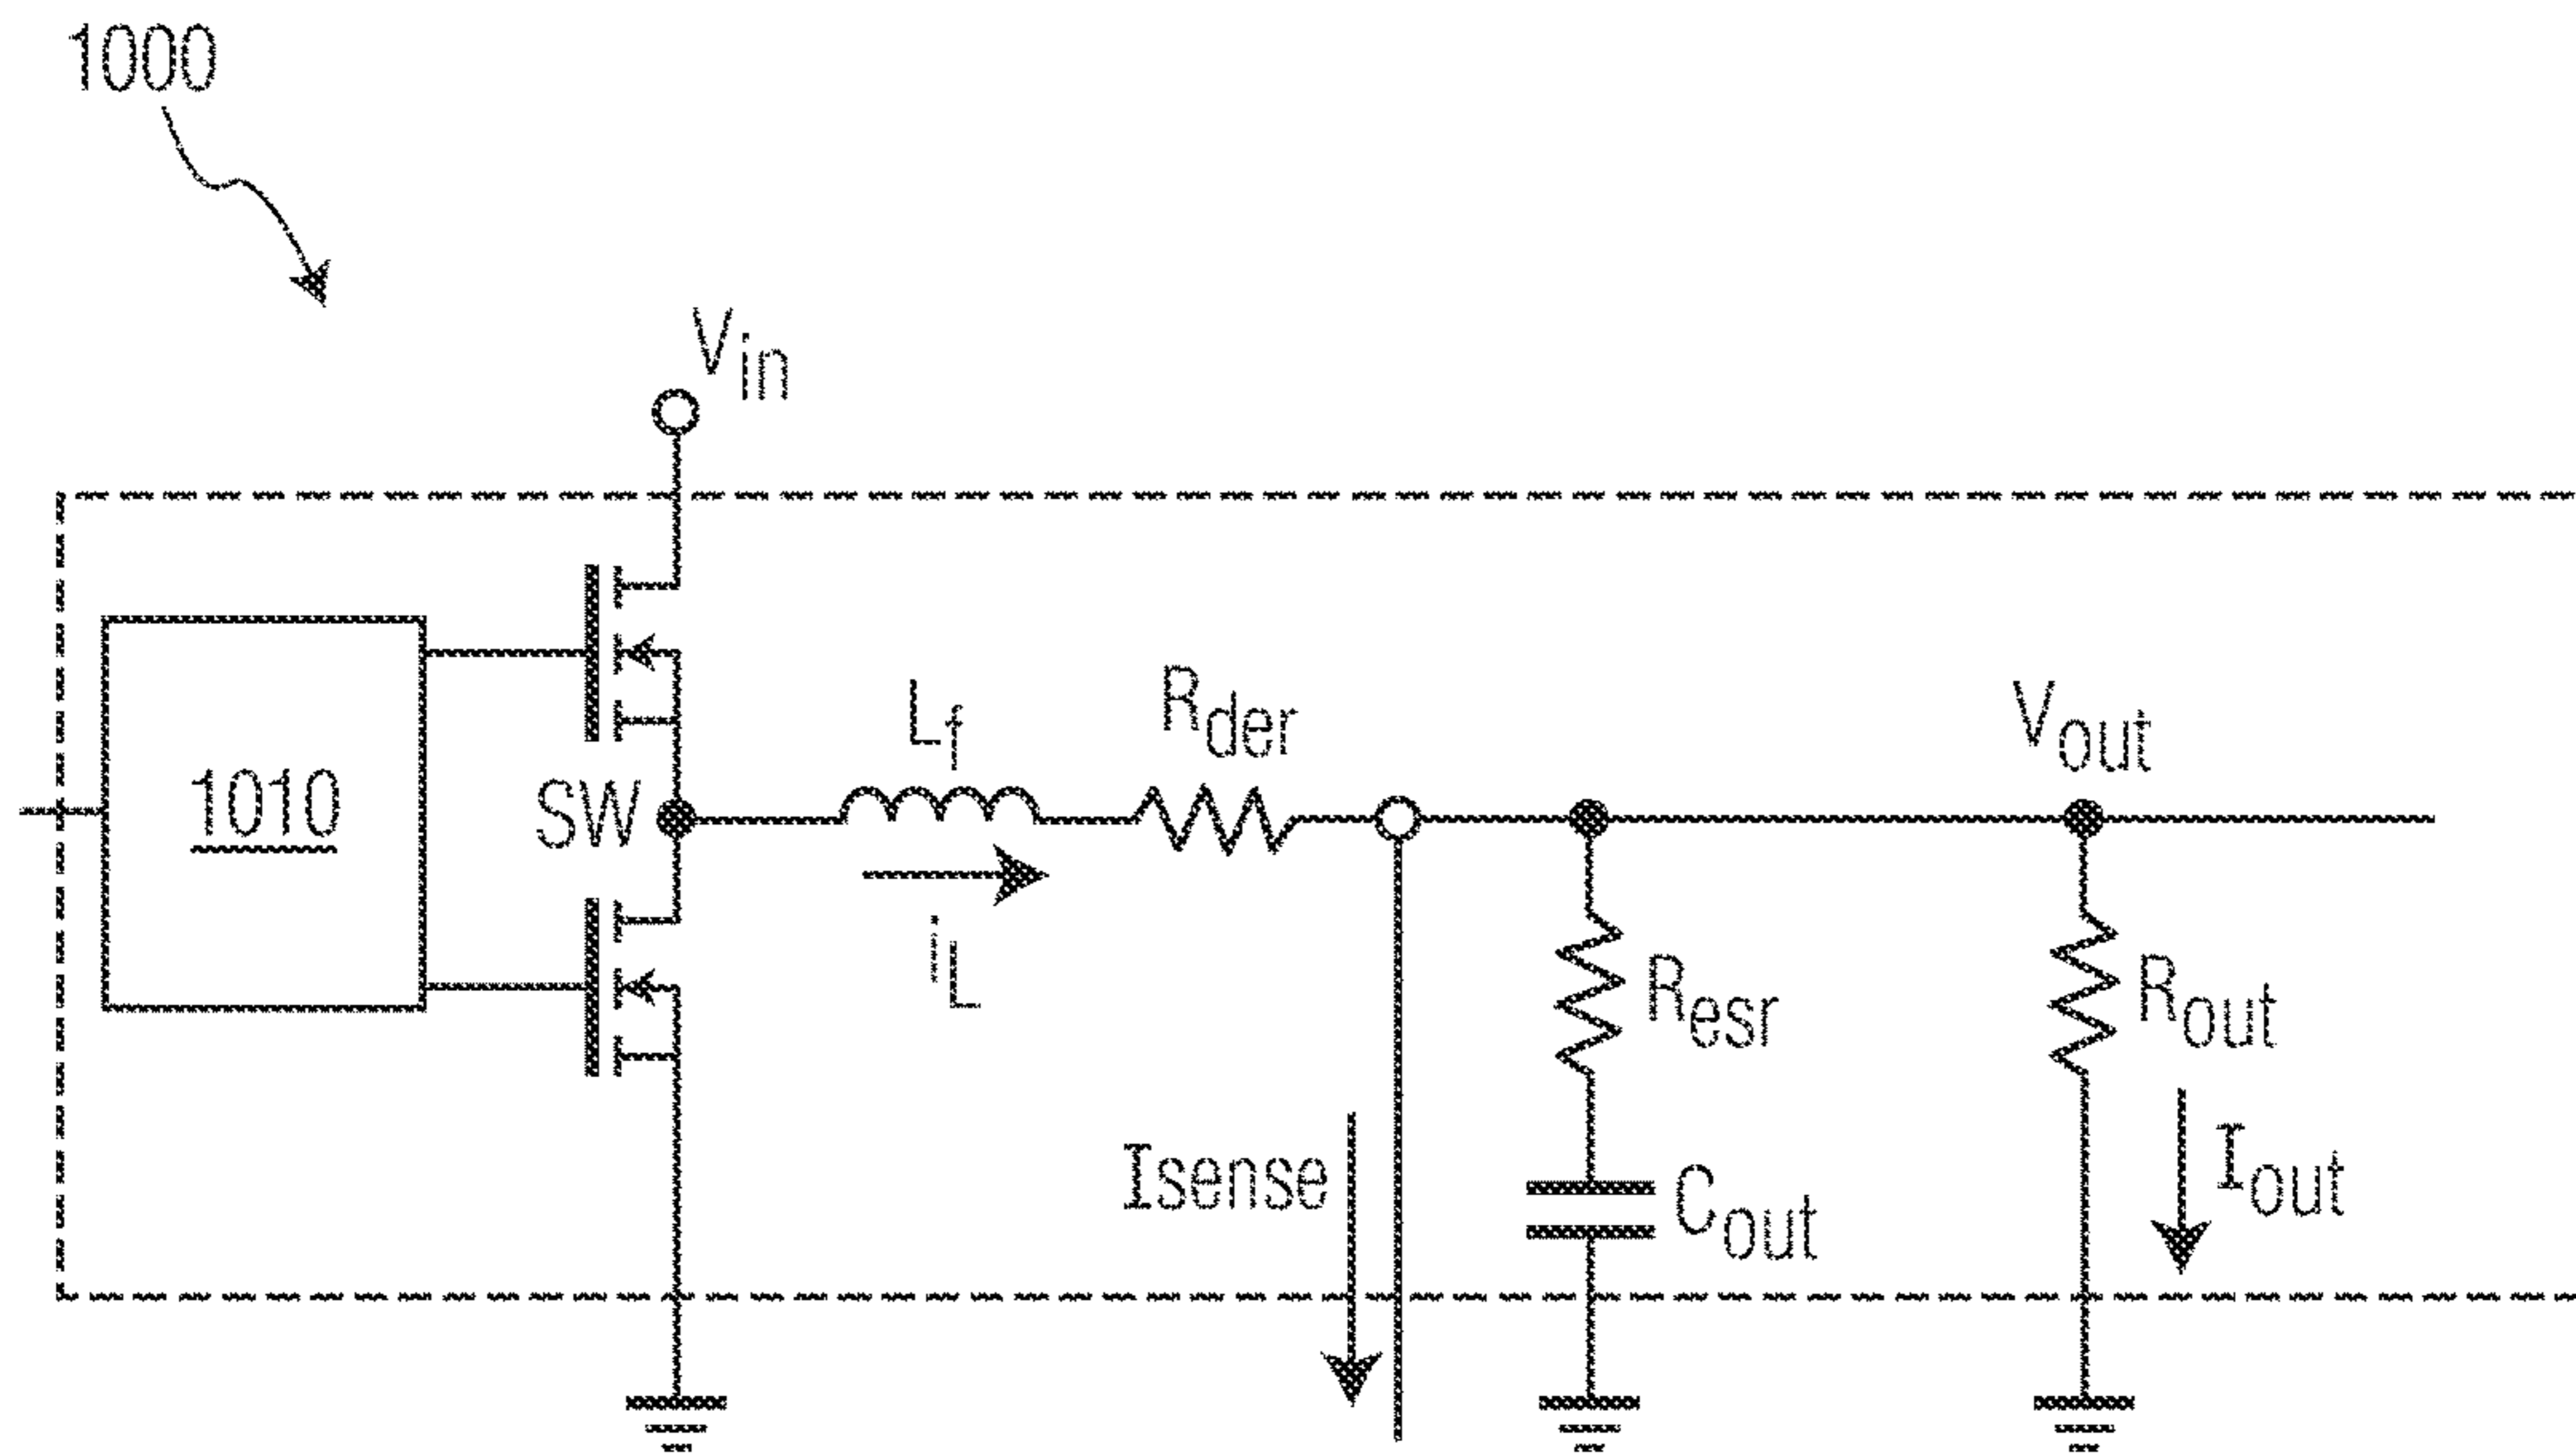 1000
Vin
1010
SW
Lf
Rder
iL
Vout
Isense
Resr
Cout
Rout
Iout